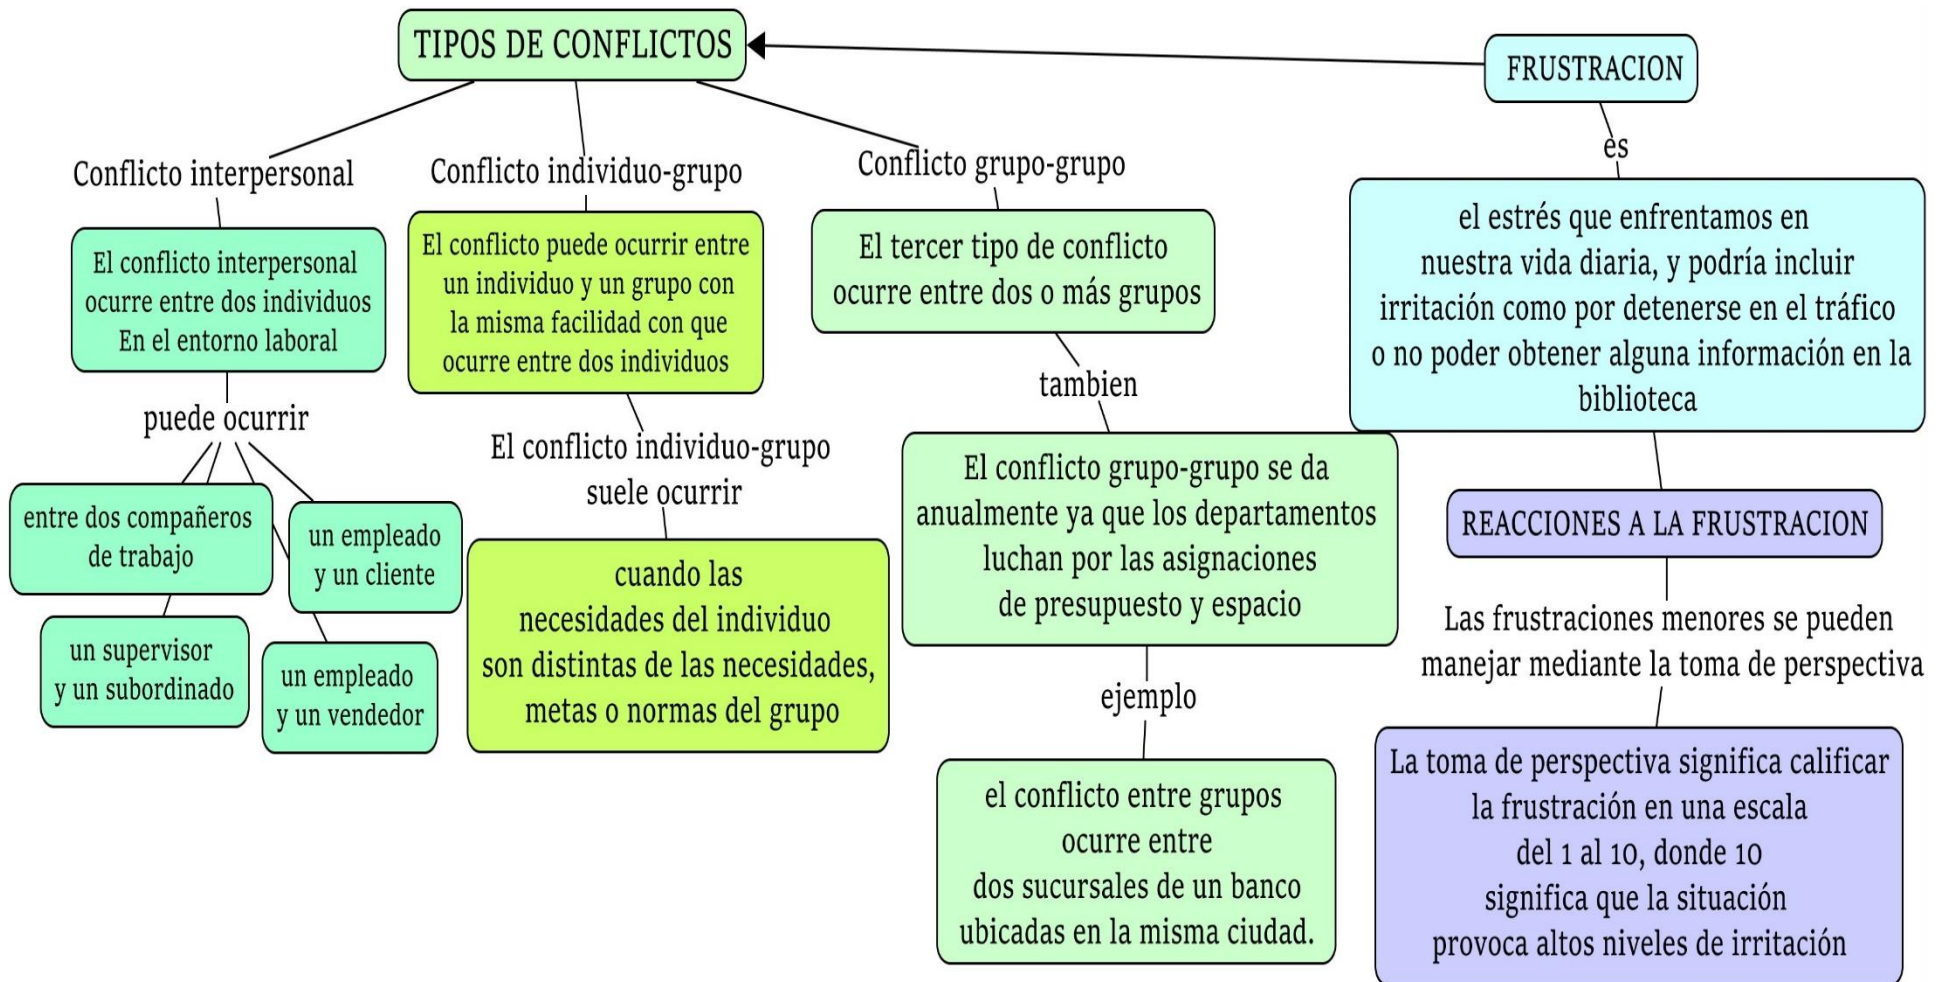 TIPOS DE CONFLICTOS
Conflicto interpersonal
El conflicto interpersonal
ocurre entre dos individuos
En el entorno laboral
puede ocurrir
entre dos compañeros
de trabajo
un empleado
y un cliente
un supervisor
y un subordinado
un empleado
y un vendedor
Conflicto individuo-grupo
El conflicto puede ocurrir entre
un individuo y un grupo con
la misma facilidad con que
ocurre entre dos individuos
El conflicto individuo-grupo
suele ocurrir
cuando las
necesidades del individuo
son distintas de las necesidades,
metas o normas del grupo
Conflicto grupo-grupo
El tercer tipo de conflicto
ocurre entre dos o más grupos
tambien
El conflicto grupo-grupo se da
anualmente ya que los departamentos
luchan por las asignaciones
de presupuesto y espacio
ejemplo
el conflicto entre grupos
ocurre entre
dos sucursales de un banco
ubicadas en la misma ciudad.
FRUSTRACION
es
el estrés que enfrentamos en
nuestra vida diaria, y podría incluir
irritación como por detenerse en el tráfico
o no poder obtener alguna información en la
biblioteca
REACCIONES A LA FRUSTRACION
Las frustraciones menores se pueden
manejar mediante la toma de perspectiva
La toma de perspectiva significa calificar
la frustración en una escala
del 1 al 10, donde 10
significa que la situación
provoca altos niveles de irritación